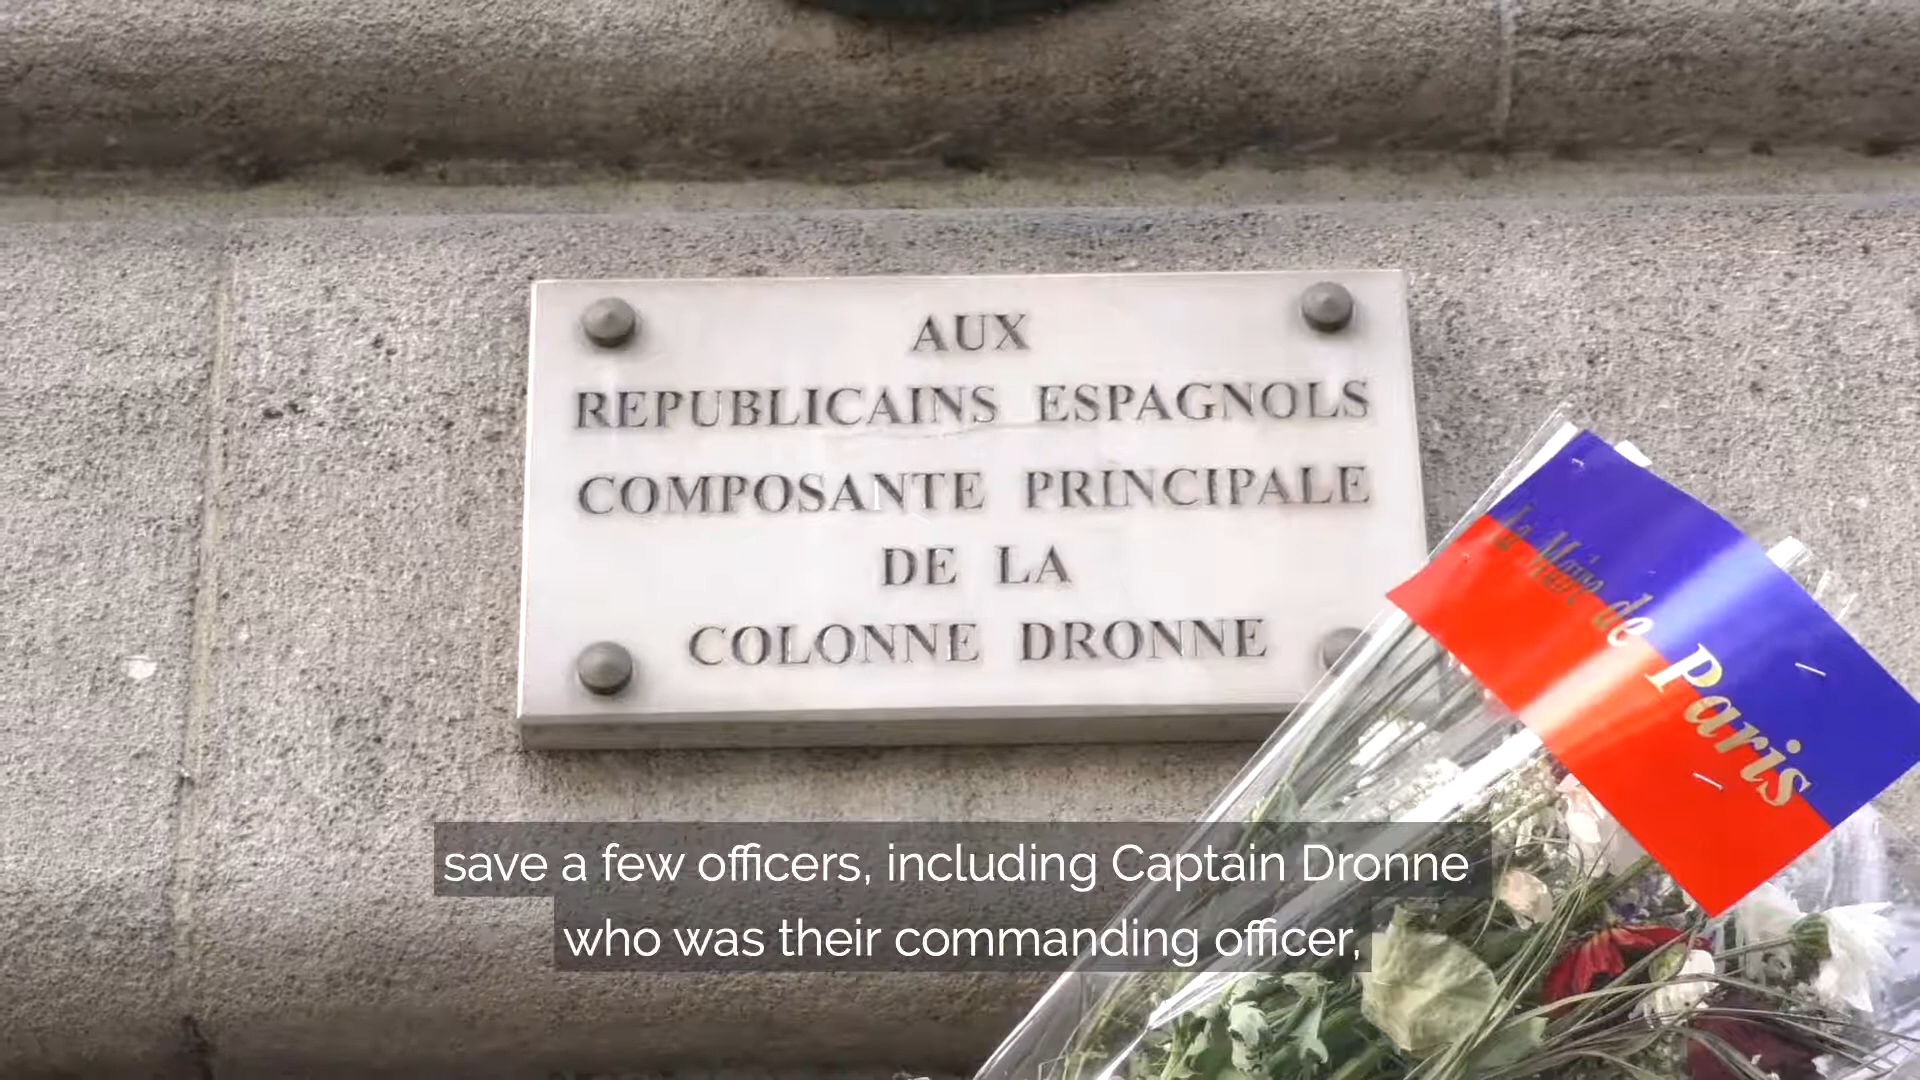 AUX
REPUBLICAINS ESPAGNOLS
COMPOSANTE PRINCIPALE
DE LA
COLONNE DRONNE
de Paris
save a few officers, including Captain Dronne
who was their commanding officer,